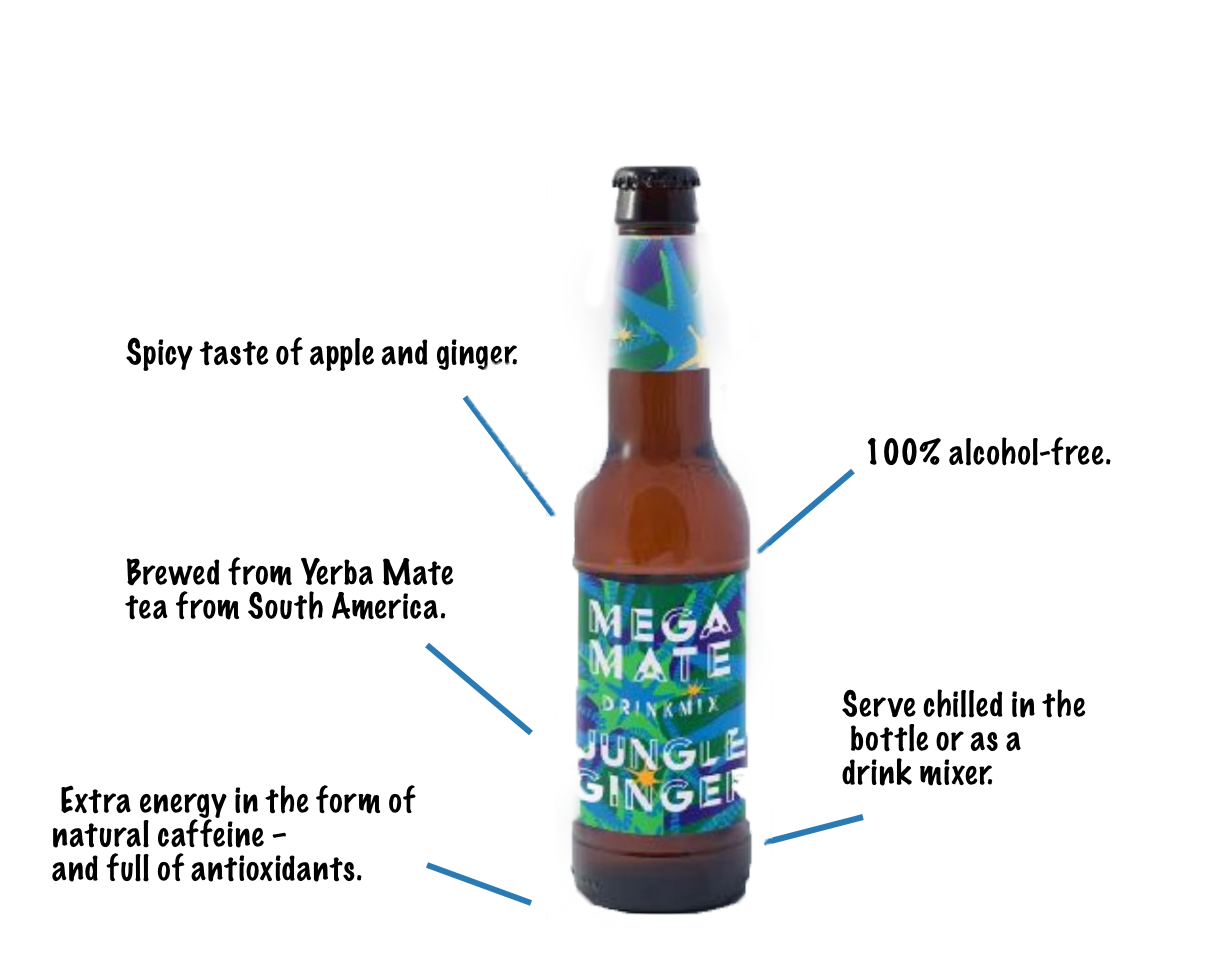 Spicy taste of apple and ginger.
100% alcohol-free.
Brewed from Yerba Mate
tea from South America.
MEGA
MATE
DRINKMIX
JUNGLE
GINGER
Serve chilled in the
bottle or as a
drink mixer.
Extra energy in the form of
natural caffeine –
and full of antioxidants.